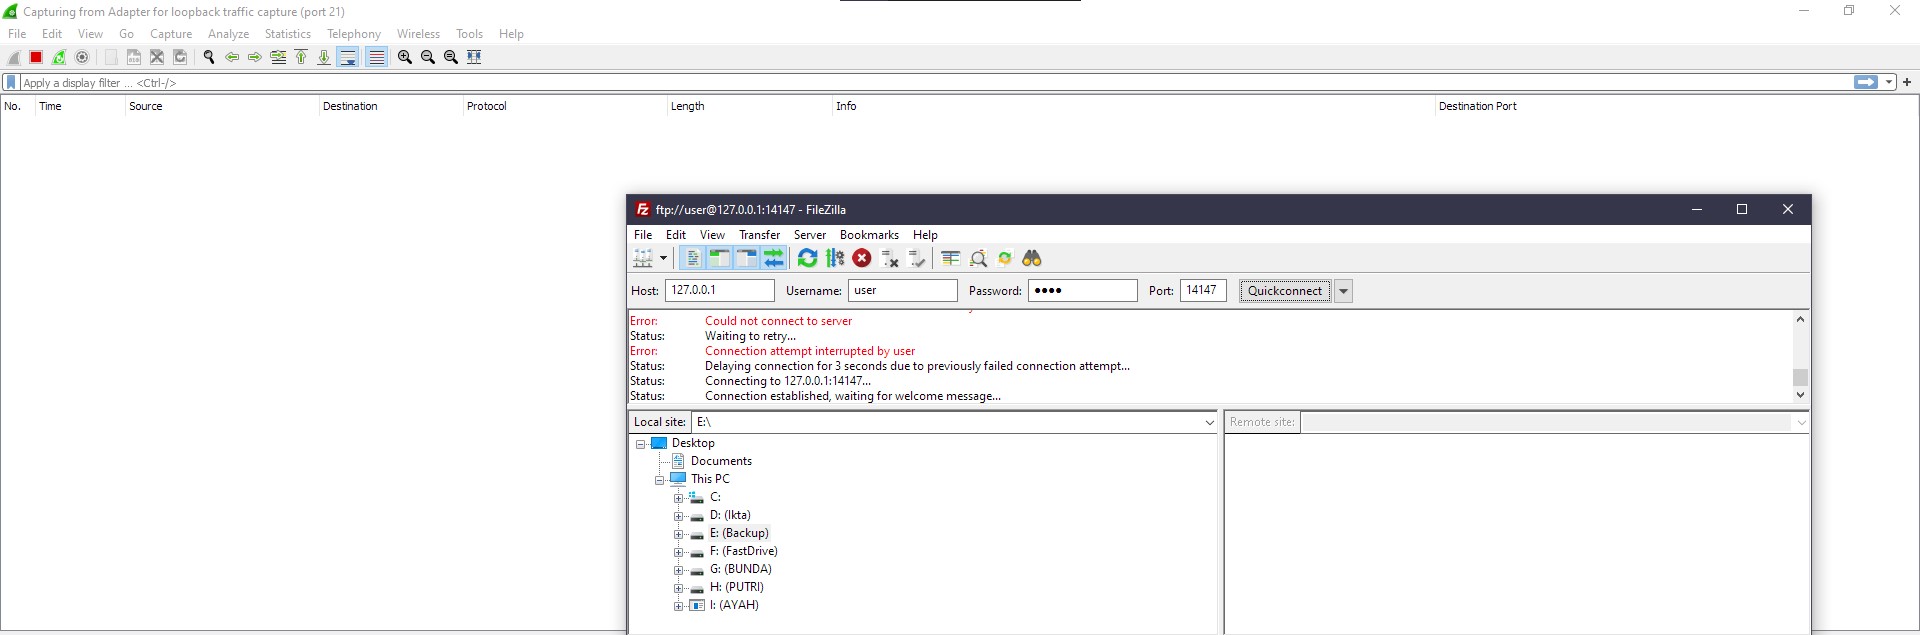 Capturing from Adapter for loopback traffic capture (port 21)
File Edit View Go Capture Analyze Statistics Telephony Wireless Tools Help
Apply a display filter ... <Ctrl-/>
No. Time Source Destination Protocol Length Info Destination Port
ftp://user@127.0.0.1:14147 - FileZilla
File Edit View Transfer Server Bookmarks Help
Host: 127.0.0.1 Username: user Password: ●●●● Port: 14147 Quickconnect
Error: Could not connect to server
Status: Waiting to retry...
Error: Connection attempt interrupted by user
Status: Delaying connection for 3 seconds due to previously failed connection attempt...
Status: Connecting to 127.0.0.1:14147...
Status: Connection established, waiting for welcome message...
Local site: E:\
Remote site:
Desktop
Documents
This PC
C:
D: (Ikta)
E: (Backup)
F: (FastDrive)
G: (BUNDA)
H: (PUTRI)
I: (AYAH)